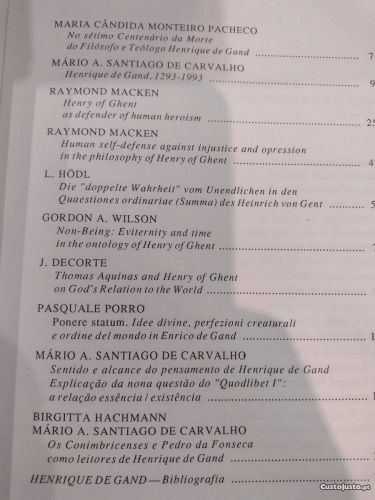 MARIA CÂNDIDA MONTEIRO PACHECO
No sétimo Centenário da Morte
do Filósofo e Teólogo Henrique de Gand ........................ 7
MÁRIO A. SANTIAGO DE CARVALHO
Henrique de Gand, 1293-1993 ........................ 9
RAYMOND MACKEN
Henry of Ghent
as defender of human heroism ........................ 25
RAYMOND MACKEN
Human self-defense against injustice and opression
in the philosophy of Henry of Ghent ........................ 4
L. HÖDL
Die "doppelte Wahrheit" vom Unendlichen in den
Quaestiones ordinariae (Summa) des Heinrich von Gent ........ 5
GORDON A. WILSON
Non-Being: Eviternity and time
in the ontology of Henry of Ghent ........................
J. DECORTE
Thomas Aquinas and Henry of Ghent
on God's Relation to the World ........................
PASQUALE PORRO
Ponere statum. Idee divine, perfezioni creaturali
e ordine del mondo in Enrico de Gand ........................ 1
MÁRIO A. SANTIAGO DE CARVALHO
Sentido e alcance do pensamento de Henrique de Gand
Explicação da nona questão do "Quodlibet I":
a relação essência / existência ........................
BIRGITTA HACHMANN
MÁRIO A. SANTIAGO DE CARVALHO
Os Conimbricenses e Pedro da Fonseca
como leitores de Henrique de Gand ........................
HENRIQUE DE GAND — Bibliografia ........................
CustoJusto.pt